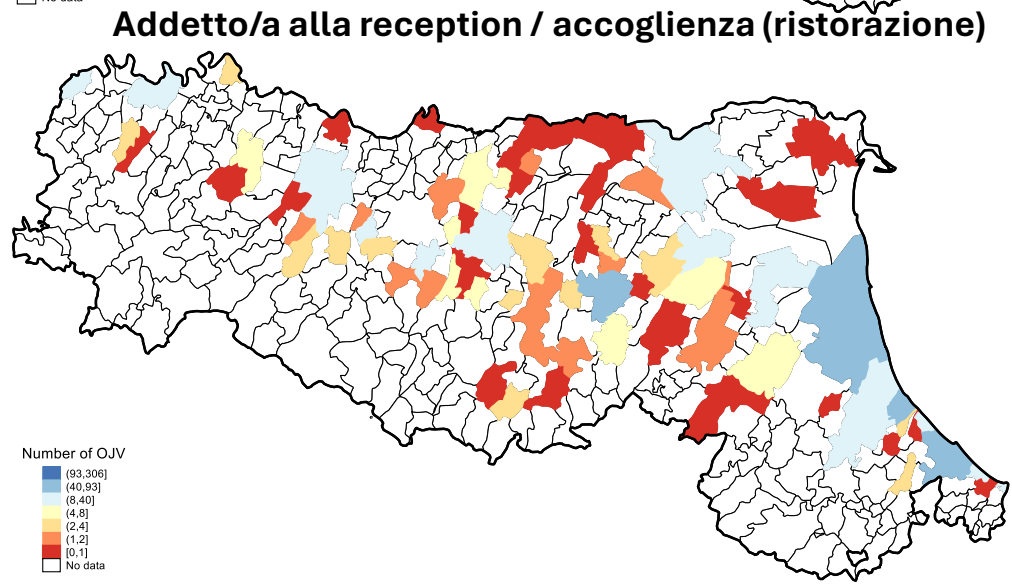 No data
Addetto/a alla reception / accoglienza (ristorazione)
Number of OJV
(93,306]
(40,93]
(8,40]
(4,8]
(2,4]
(1,2]
[0,1]
No data